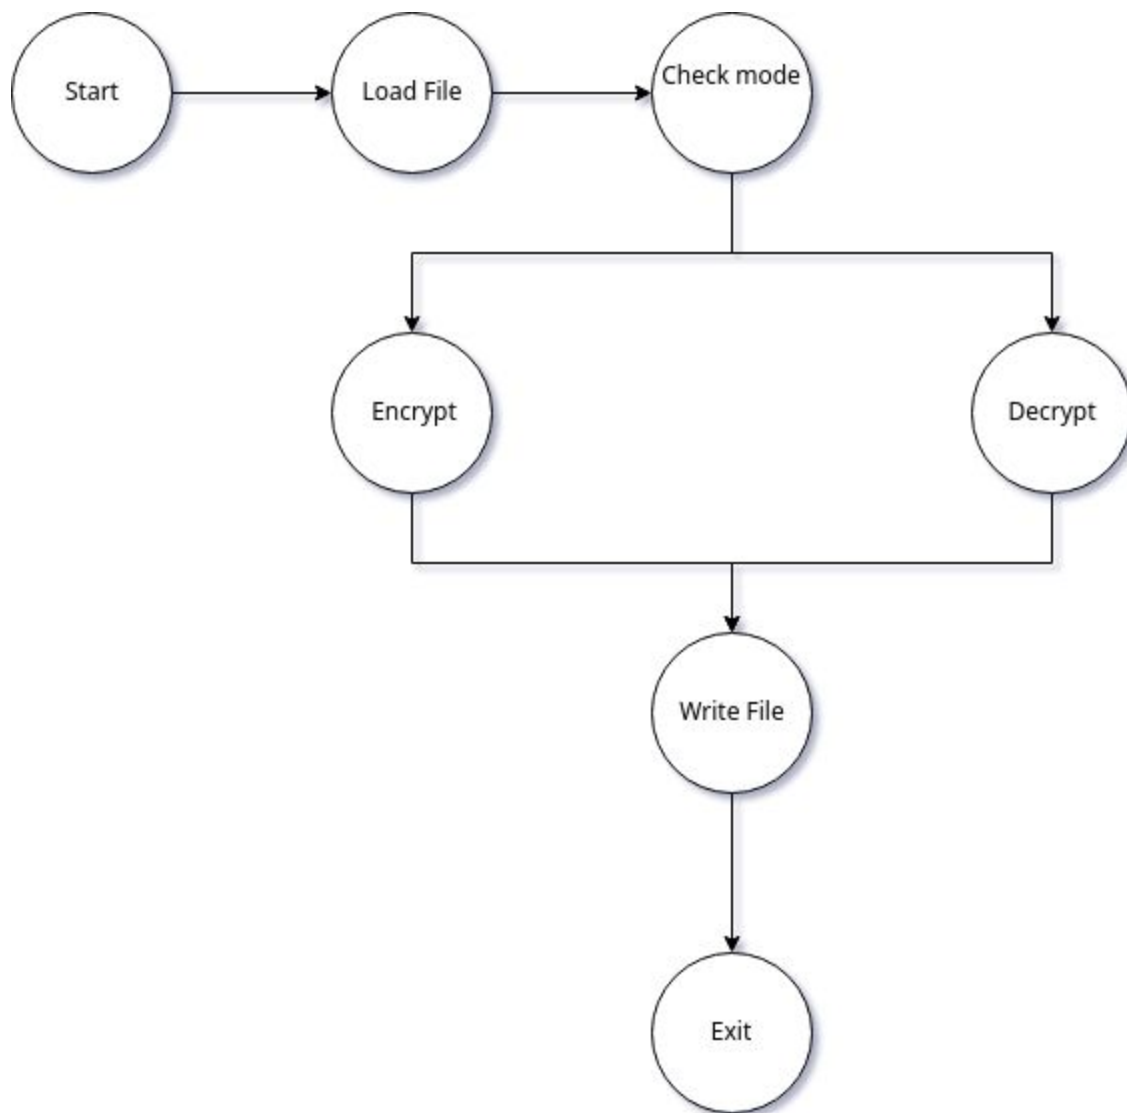 Start
Load File
Check mode
Encrypt
Decrypt
Write File
Exit